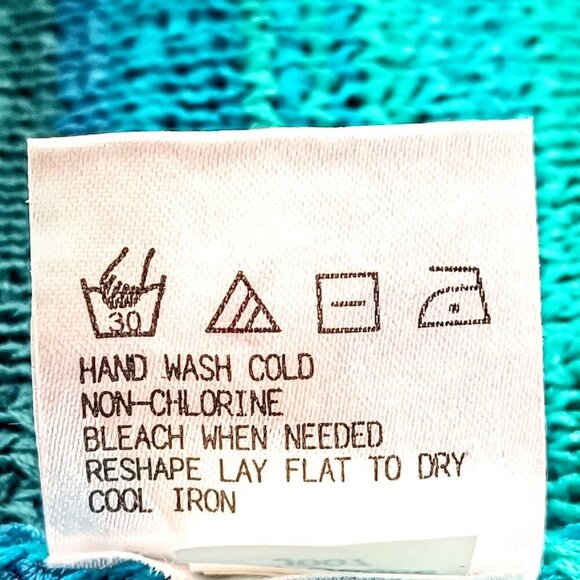 30
HAND WASH COLD
NON-CHLORINE
BLEACH WHEN NEEDED
RESHAPE LAY FLAT TO DRY
COOL IRON